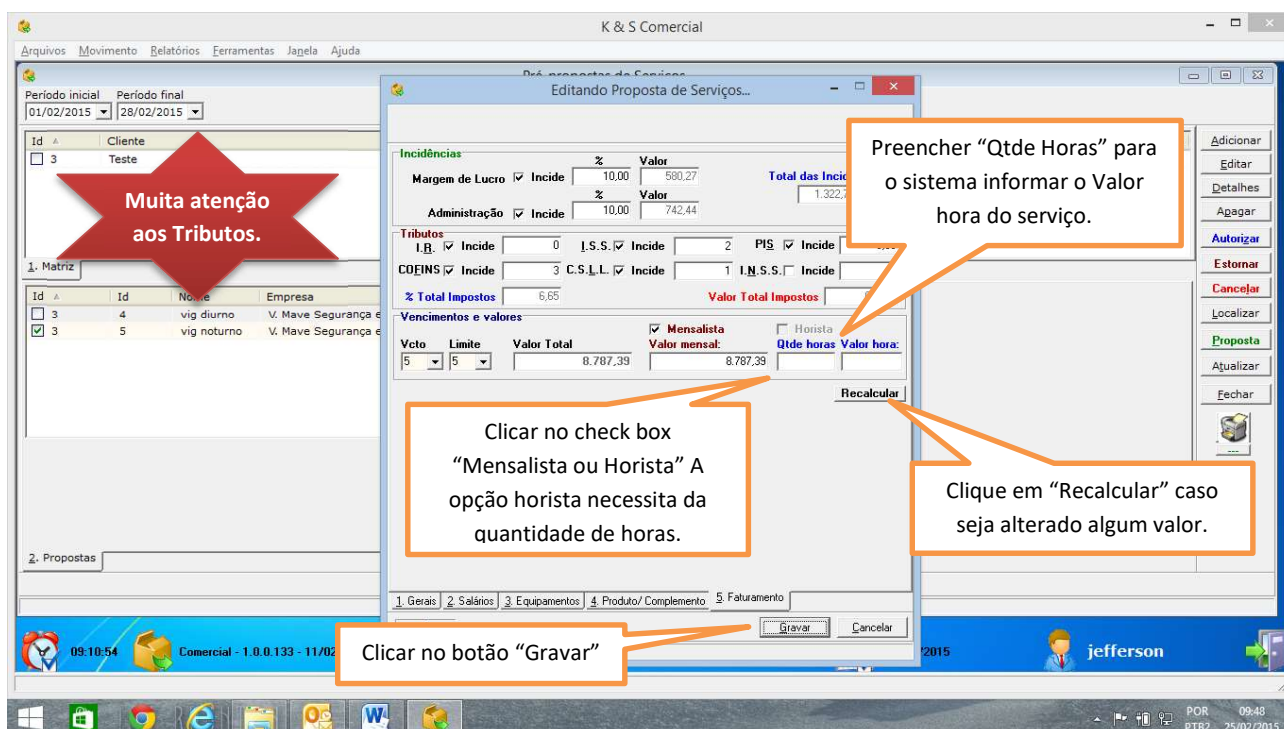 K & S Comercial
Arquivos Movimento Relatórios Ferramentas Janela Ajuda
Período inicial Período final
01/02/2015 28/02/2015
Id Cliente
3 Teste
Muita atenção
aos Tributos.
1. Matriz
Id Id Empresa
3 4 vig diurno V. Mave Segurança e
3 5 vig noturno V. Mave Segurança e
2. Propostas
Editando Proposta de Serviços...
Incidências
% Valor
Margem de Lucro Incide 10,00 580,27 Total das
% Valor
Administração Incide 10,00 742,44
Tributos
I.R. Incide 0 I.S.S. Incide 2 PIS Incide
COFINS Incide 3 C.S.L.L. Incide 1 I.N.S.S. Incide
% Total Impostos 6,65 Valor Total Impostos
Vencimentos e valores
Mensalista Horista
Vcto Limite Valor Total Valor mensal: Qtde horas Valor hora:
5 5 8.787,39 8.787,39
Recalcular
Preencher “Qtde Horas” para
o sistema informar o Valor
hora do serviço.
Clicar no check box
“Mensalista ou Horista” A
opção horista necessita da
quantidade de horas.
Clique em “Recalcular” caso
seja alterado algum valor.
1. Gerais 2. Salários 3. Equipamentos 4. Produto/ Complemento 5. Faturamento
Gravar Cancelar
Clicar no botão “Gravar”
Adicionar
Editar
Detalhes
Apagar
Autorizar
Estornar
Cancelar
Localizar
Proposta
Atualizar
Fechar
---
09:10:54 Comercial - 1.0.0.133 - 11/02 2015 jefferson
POR 09:48
PTB2 25/02/2015